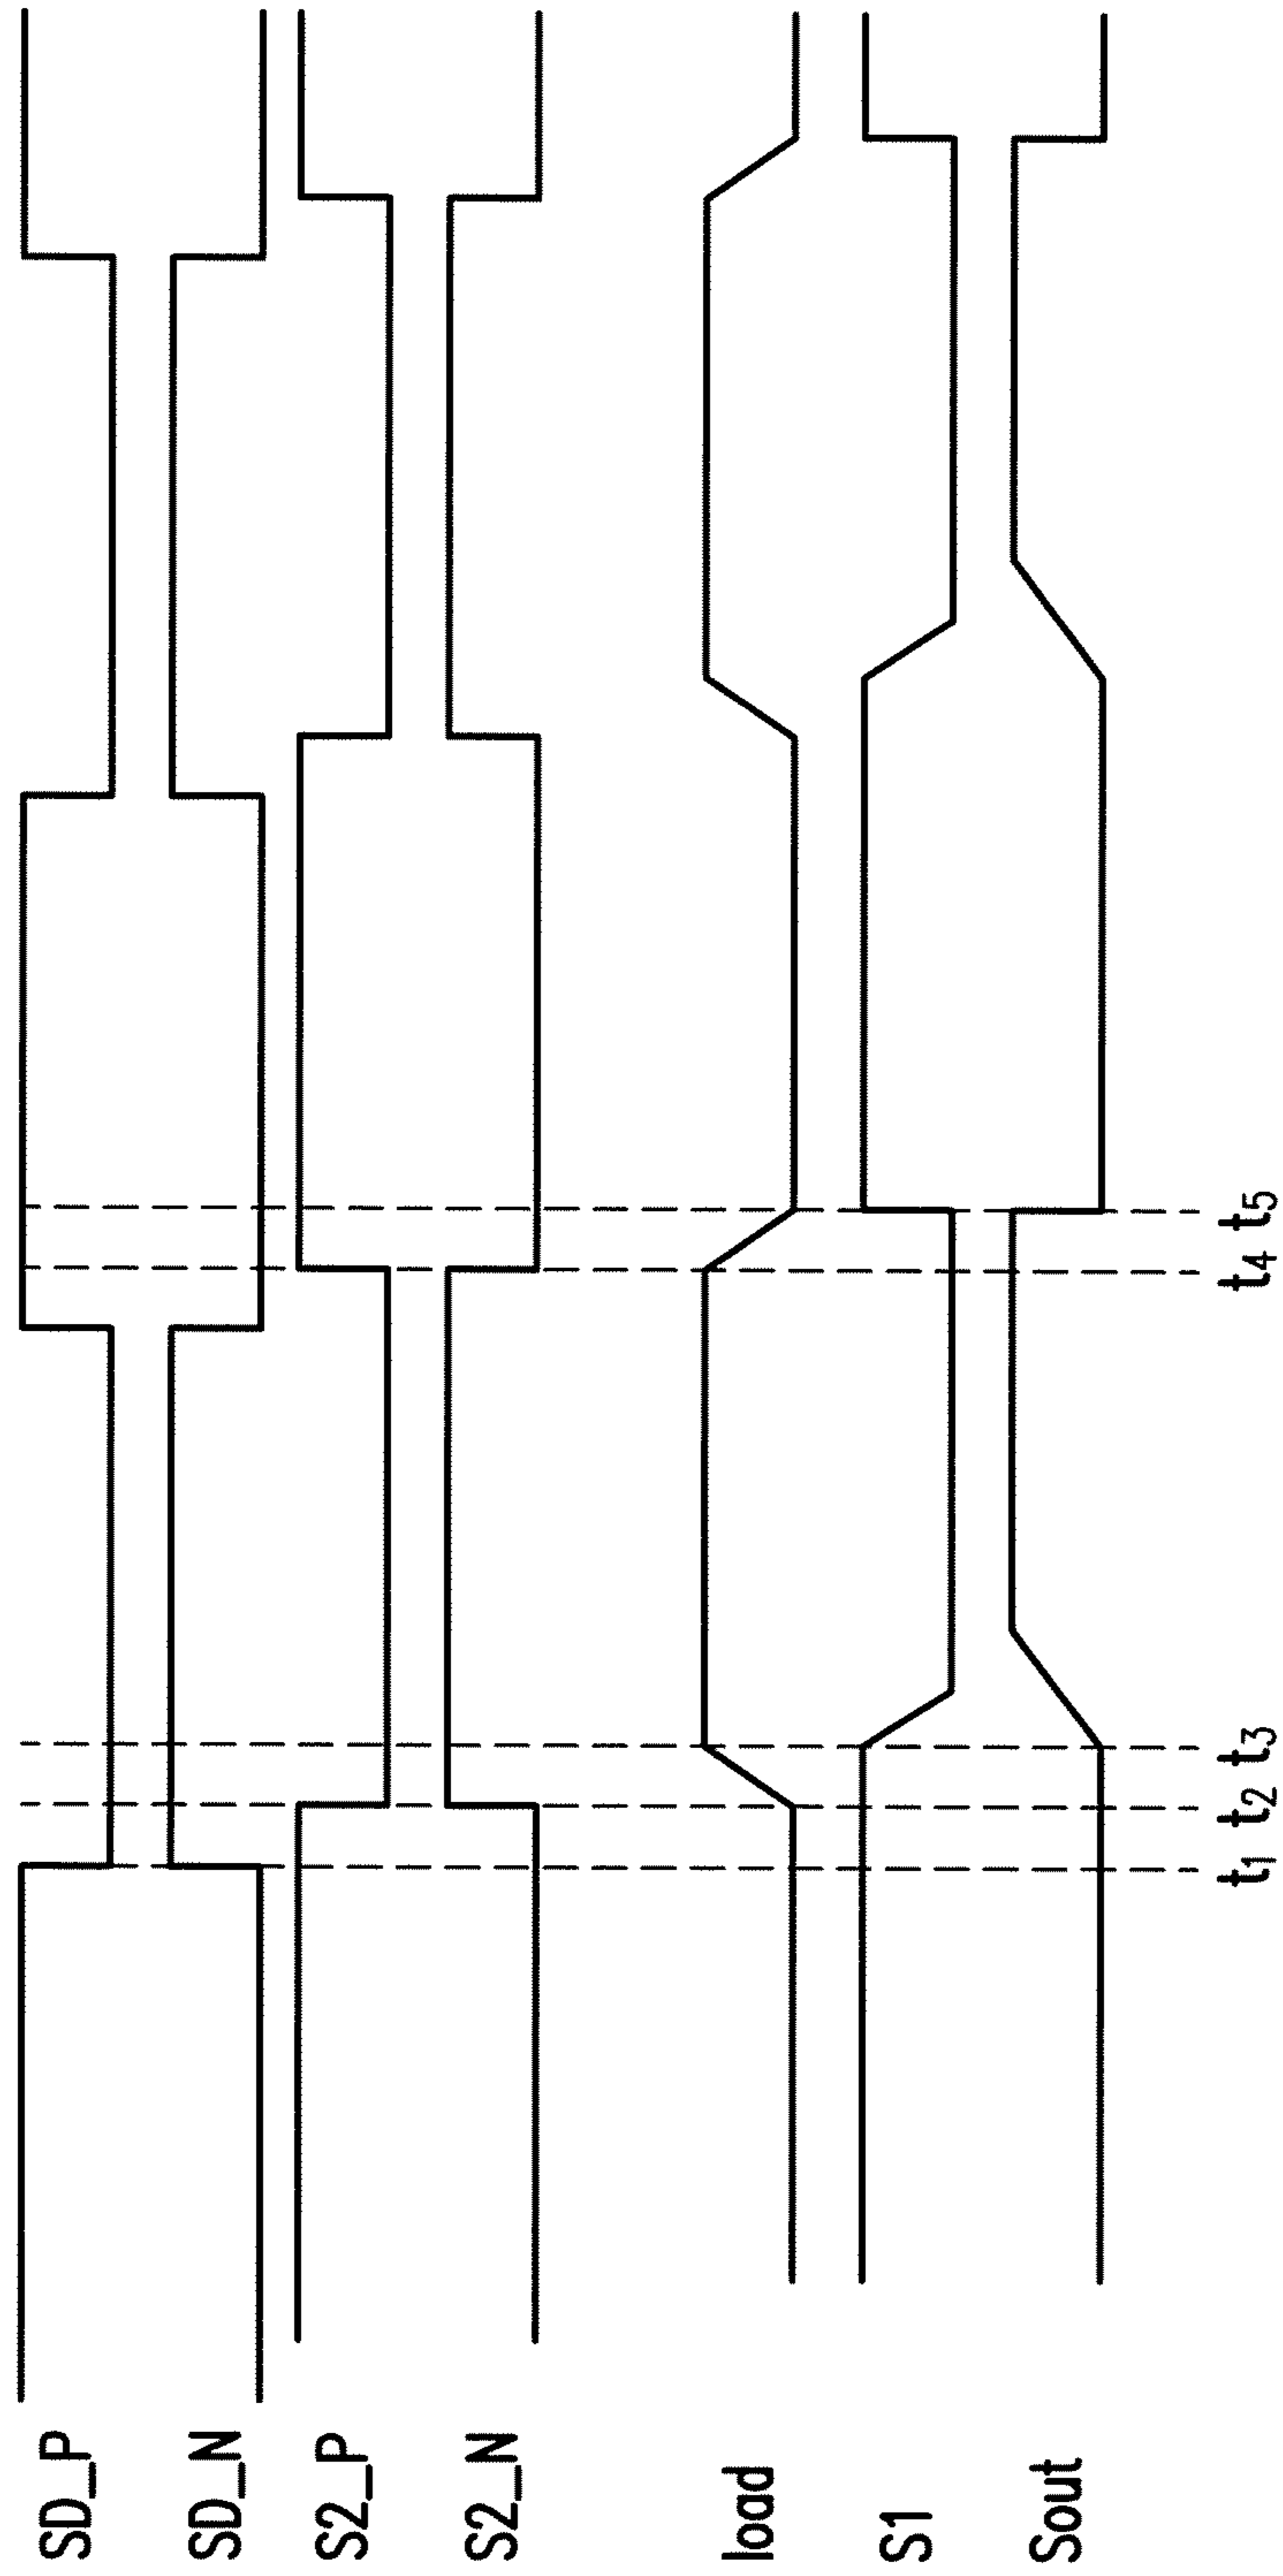 SD_P
SD_N
S2_P
S2_N
load
S1
Sout
t1 t2 t3 t4 t5